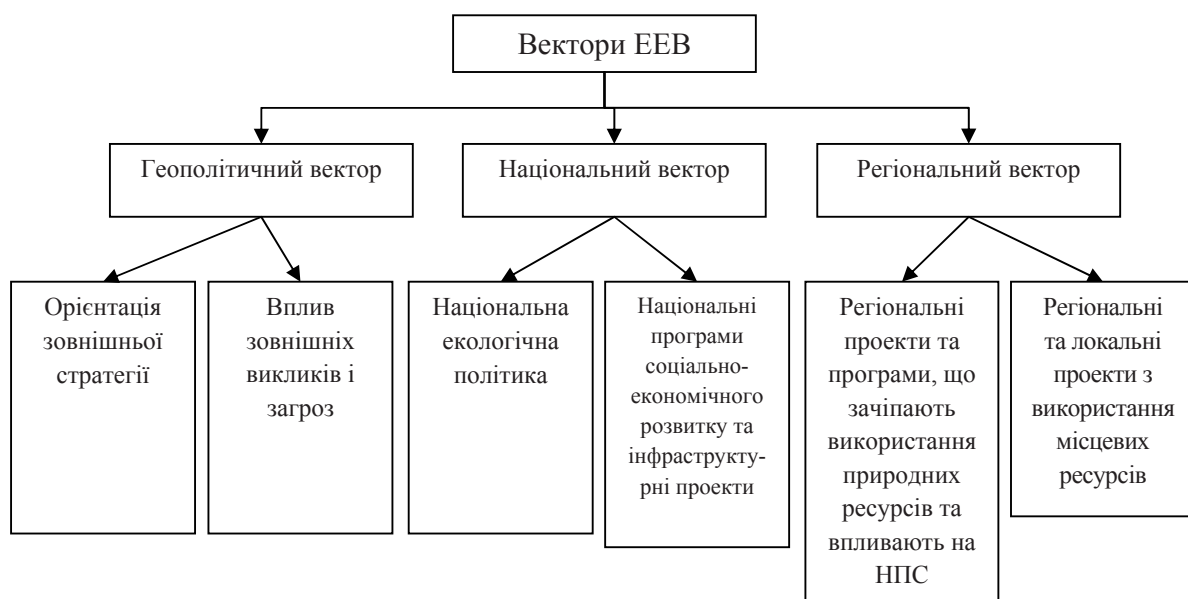 Вектори ЕЕВ
Геополітичний вектор
Національний вектор
Регіональний вектор
Орієнтація
зовнішньої
стратегії
Вплив
зовнішніх
викликів і
загроз
Національна
екологічна
політика
Національні
програми
соціально-
економічного
розвитку та
інфраструкту-
рні проекти
Регіональні
проекти та
програми, що
зачіпають
використання
природних
ресурсів та
впливають на
НПС
Регіональні
та локальні
проекти з
використання
місцевих
ресурсів